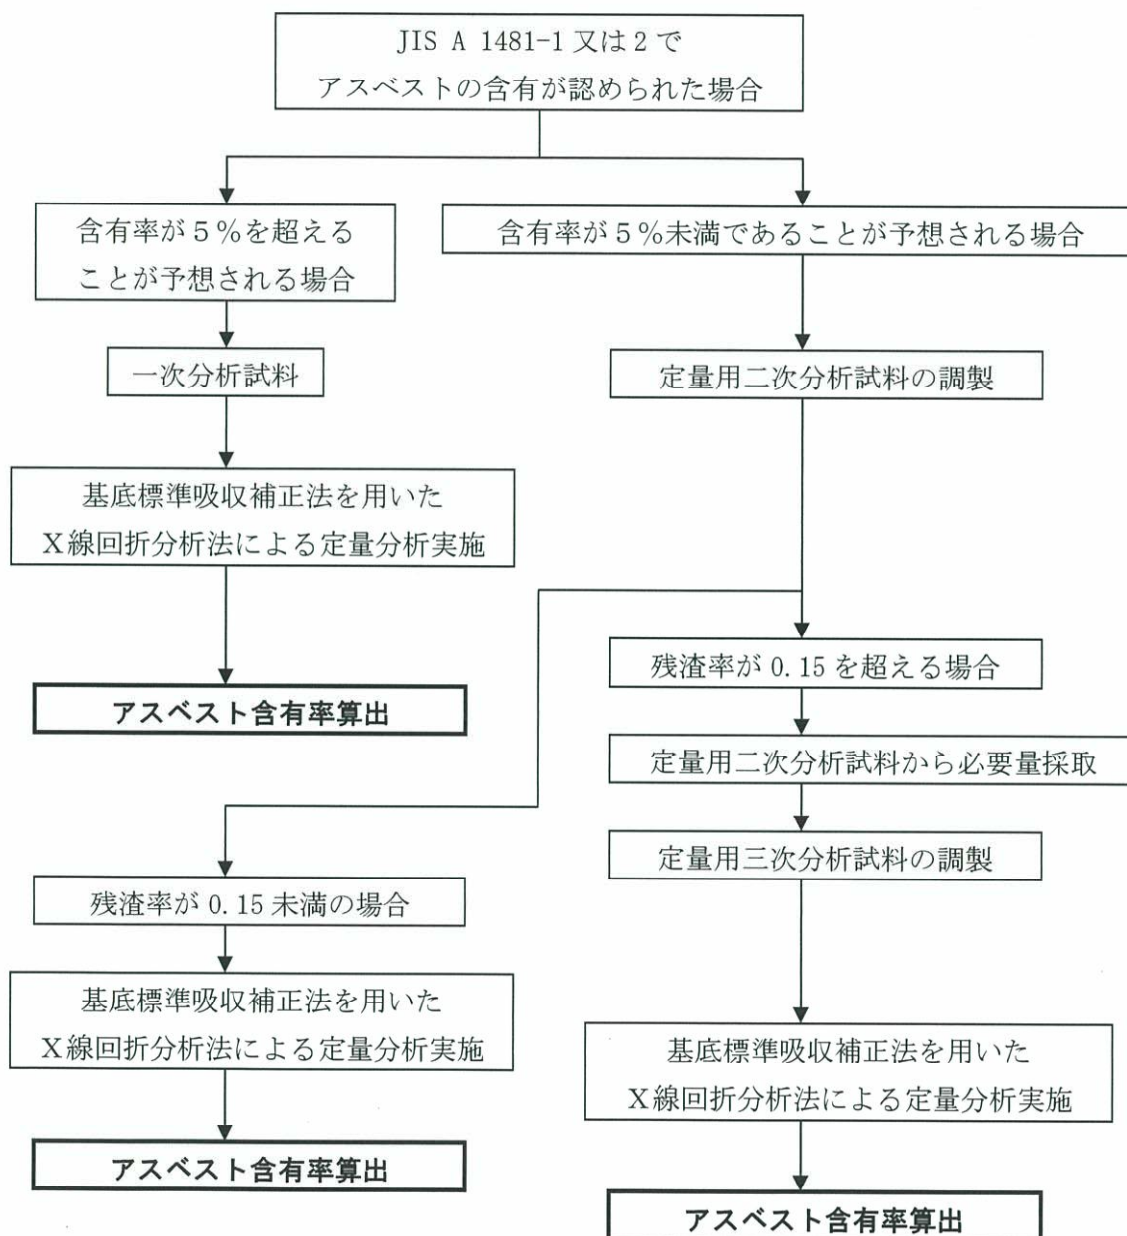 JIS A 1481-1 又は 2 で
アスベストの含有が認められた場合
含有率が5%を超える
ことが予想される場合
一次分析試料
基底標準吸収補正法を用いた
X線回折分析法による定量分析実施
アスベスト含有率算出
含有率が5%未満であることが予想される場合
定量用二次分析試料の調製
残渣率が 0.15 を超える場合
定量用二次分析試料から必要量採取
定量用三次分析試料の調製
基底標準吸収補正法を用いた
X線回折分析法による定量分析実施
アスベスト含有率算出
残渣率が 0.15 未満の場合
基底標準吸収補正法を用いた
X線回折分析法による定量分析実施
アスベスト含有率算出